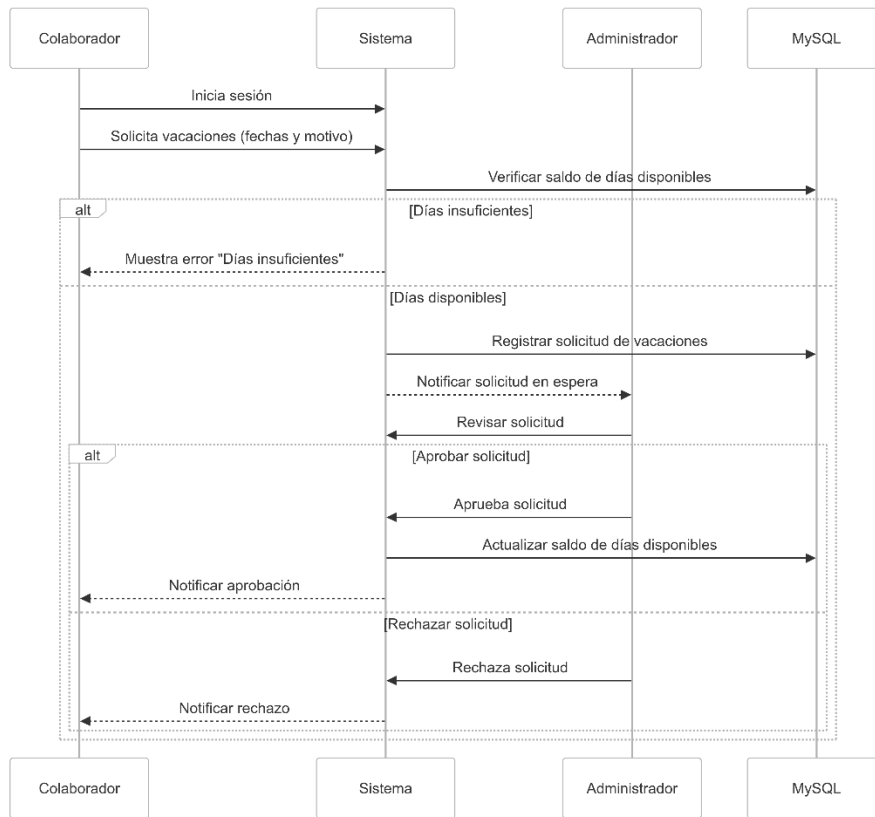 Colaborador
Sistema
Administrador
MySQL
Inicia sesión
Solicita vacaciones (fechas y motivo)
Verificar saldo de días disponibles
alt
[Días insuficientes]
Muestra error "Días insuficientes"
[Días disponibles]
Registrar solicitud de vacaciones
Notificar solicitud en espera
Revisar solicitud
alt
[Aprobar solicitud]
Aprueba solicitud
Actualizar saldo de días disponibles
Notificar aprobación
[Rechazar solicitud]
Rechaza solicitud
Notificar rechazo
Colaborador
Sistema
Administrador
MySQL